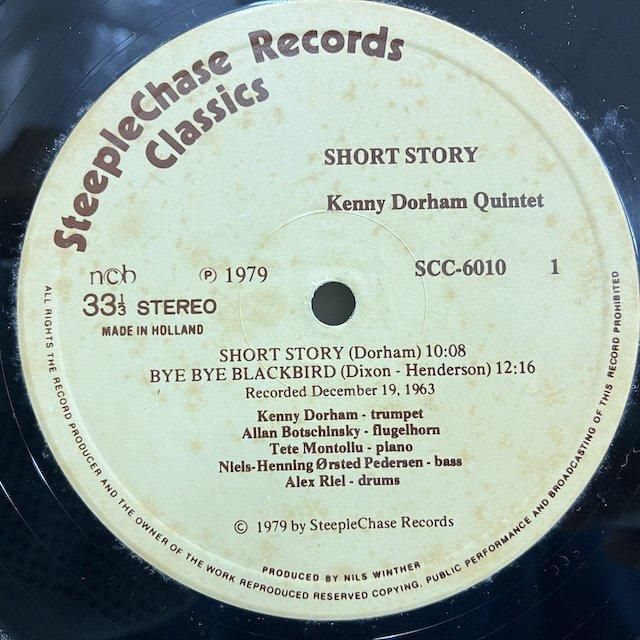 SteepleChase Records
Classics
SHORT STORY
Kenny Dorham Quintet
ncb ℗ 1979 SCC-6010 1
33⅓ STEREO
MADE IN HOLLAND
SHORT STORY (Dorham) 10:08
BYE BYE BLACKBIRD (Dixon - Henderson) 12:16
Recorded December 19, 1963
Kenny Dorham - trumpet
Allan Botschinsky - flugelhorn
Tete Montoliu - piano
Niels-Henning Ørsted Pedersen - bass
Alex Riel - drums
© 1979 by SteepleChase Records
PRODUCED BY NILS WINTHER
ALL RIGHTS THE RECORD PRODUCER AND THE OWNER OF THE WORK REPRODUCED RESERVED COPYING, PUBLIC PERFORMANCE AND BROADCASTING OF THIS RECORD PROHIBITED